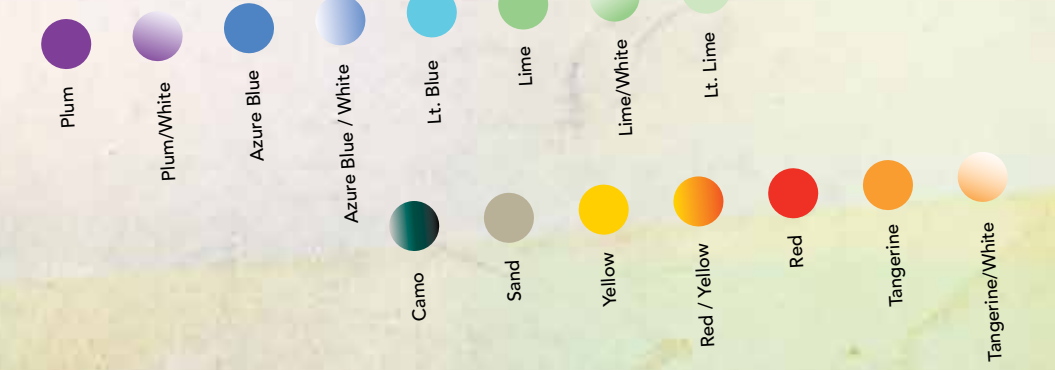 Plum
Plum/White
Azure Blue
Azure Blue / White
Lt. Blue
Lime
Lime/White
Lt. Lime
Camo
Sand
Yellow
Red / Yellow
Red
Tangerine
Tangerine/White